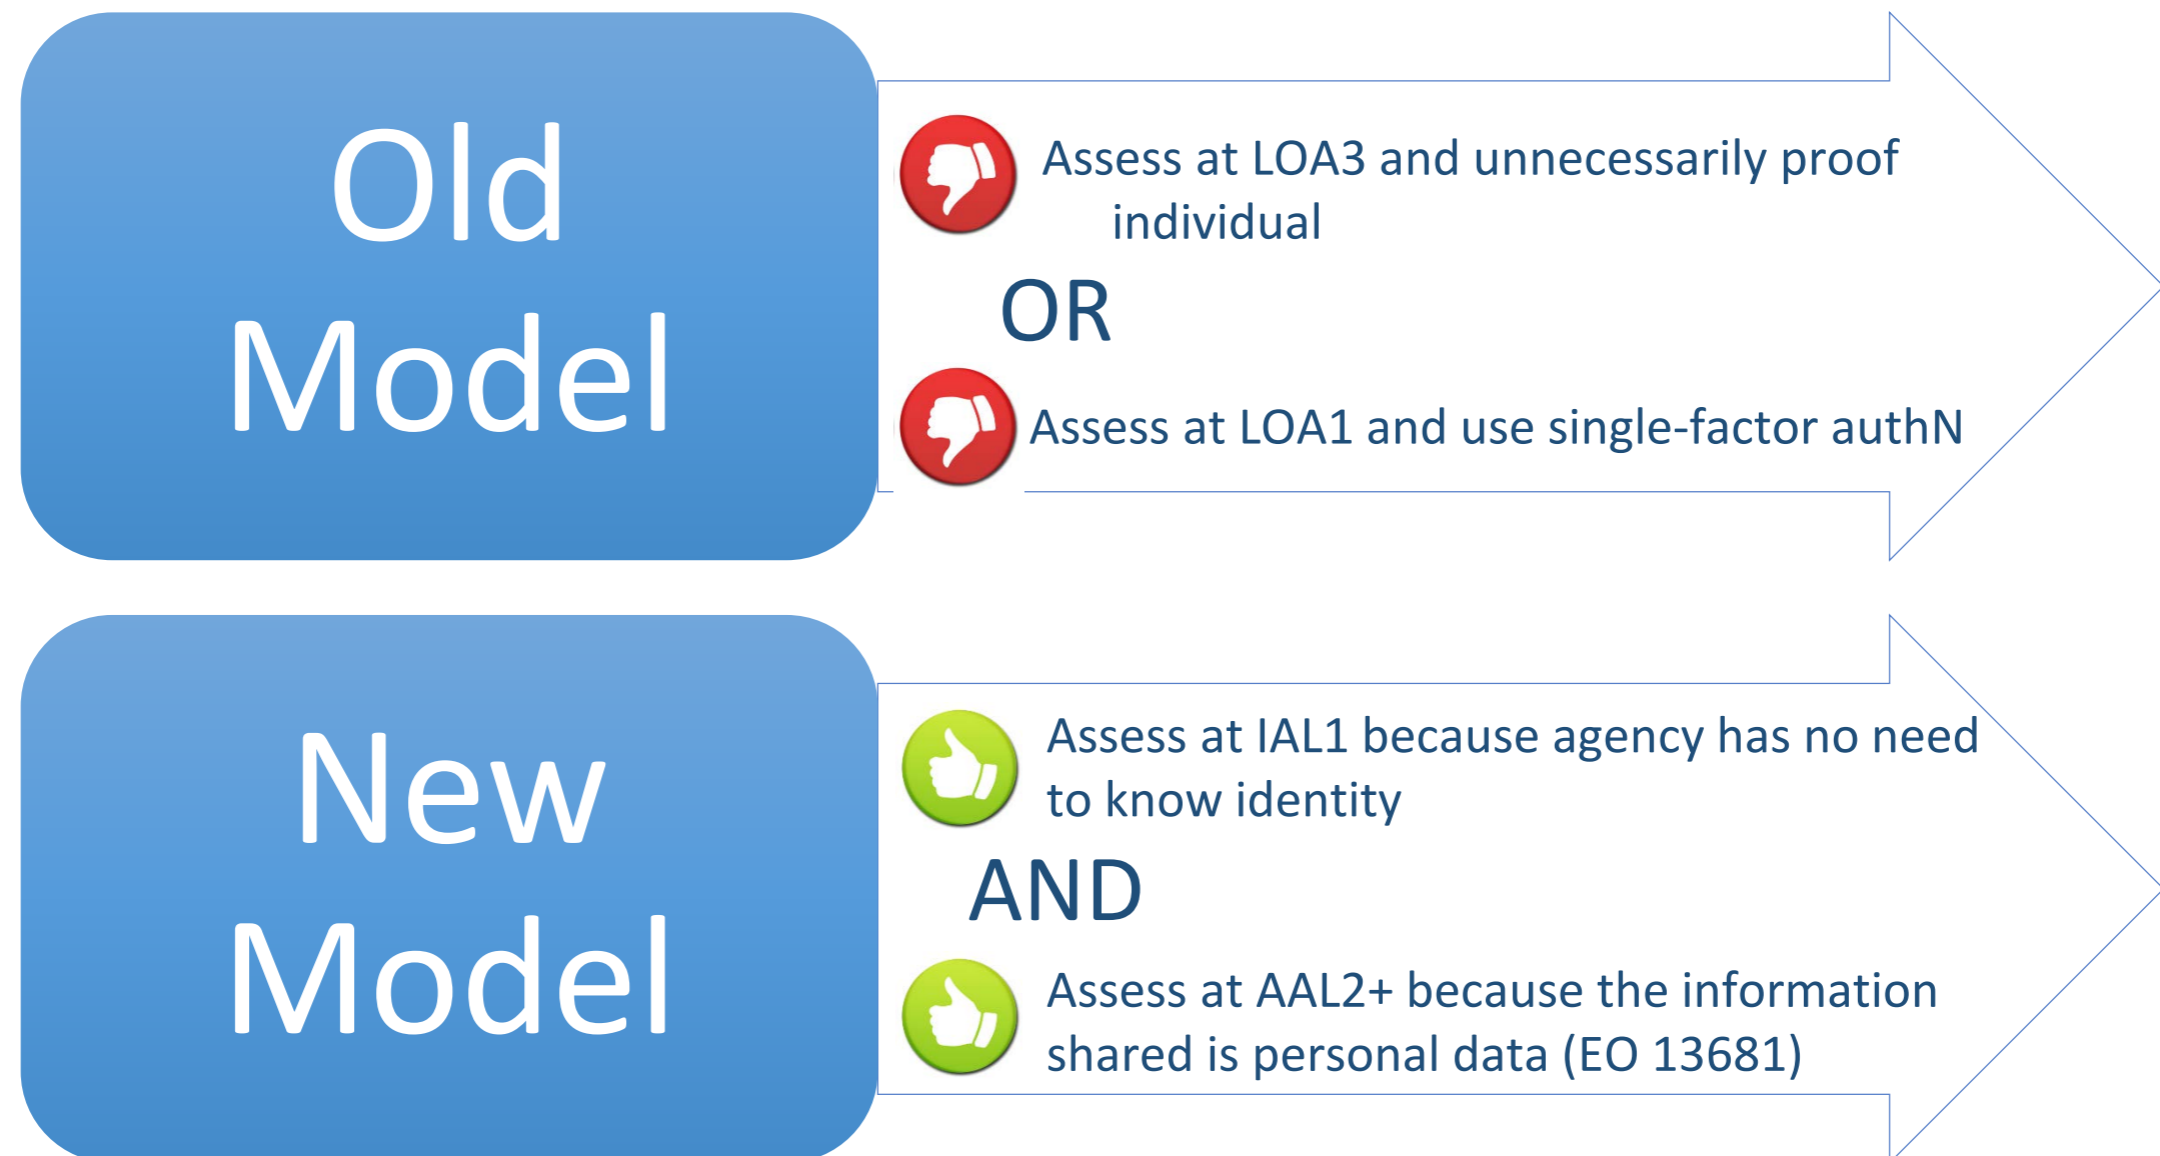 Old
Model
Assess at LOA3 and unnecessarily proof
individual
OR
Assess at LOA1 and use single-factor authN
New
Model
Assess at IAL1 because agency has no need
to know identity
AND
Assess at AAL2+ because the information
shared is personal data (EO 13681)